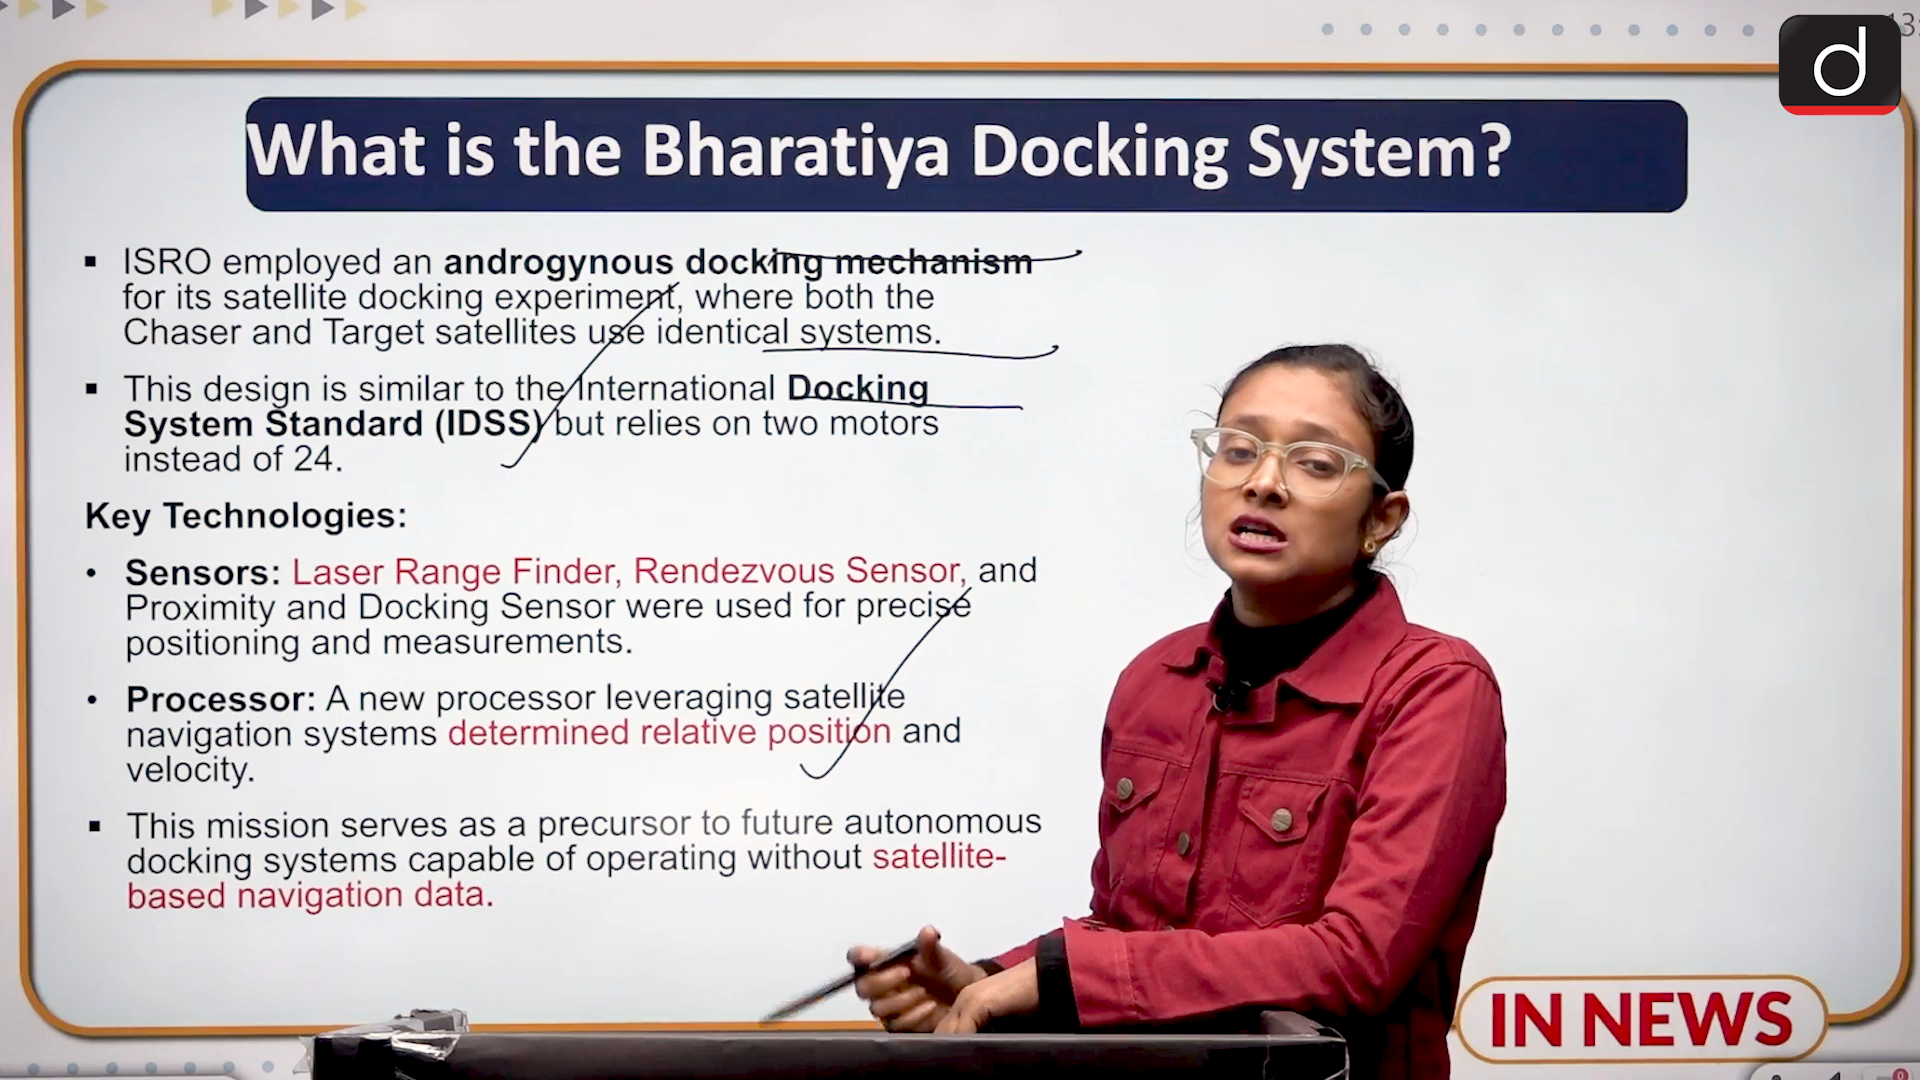 What is the Bharatiya Docking System?
▪ ISRO employed an androgynous docking mechanism
for its satellite docking experiment, where both the
Chaser and Target satellites use identical systems.
▪ This design is similar to the International Docking
System Standard (IDSS) but relies on two motors
instead of 24.
Key Technologies:
• Sensors: Laser Range Finder, Rendezvous Sensor, and
Proximity and Docking Sensor were used for precise
positioning and measurements.
• Processor: A new processor leveraging satellite
navigation systems determined relative position and
velocity.
▪ This mission serves as a precursor to future autonomous
docking systems capable of operating without satellite-
based navigation data.
d
13:
IN NEWS